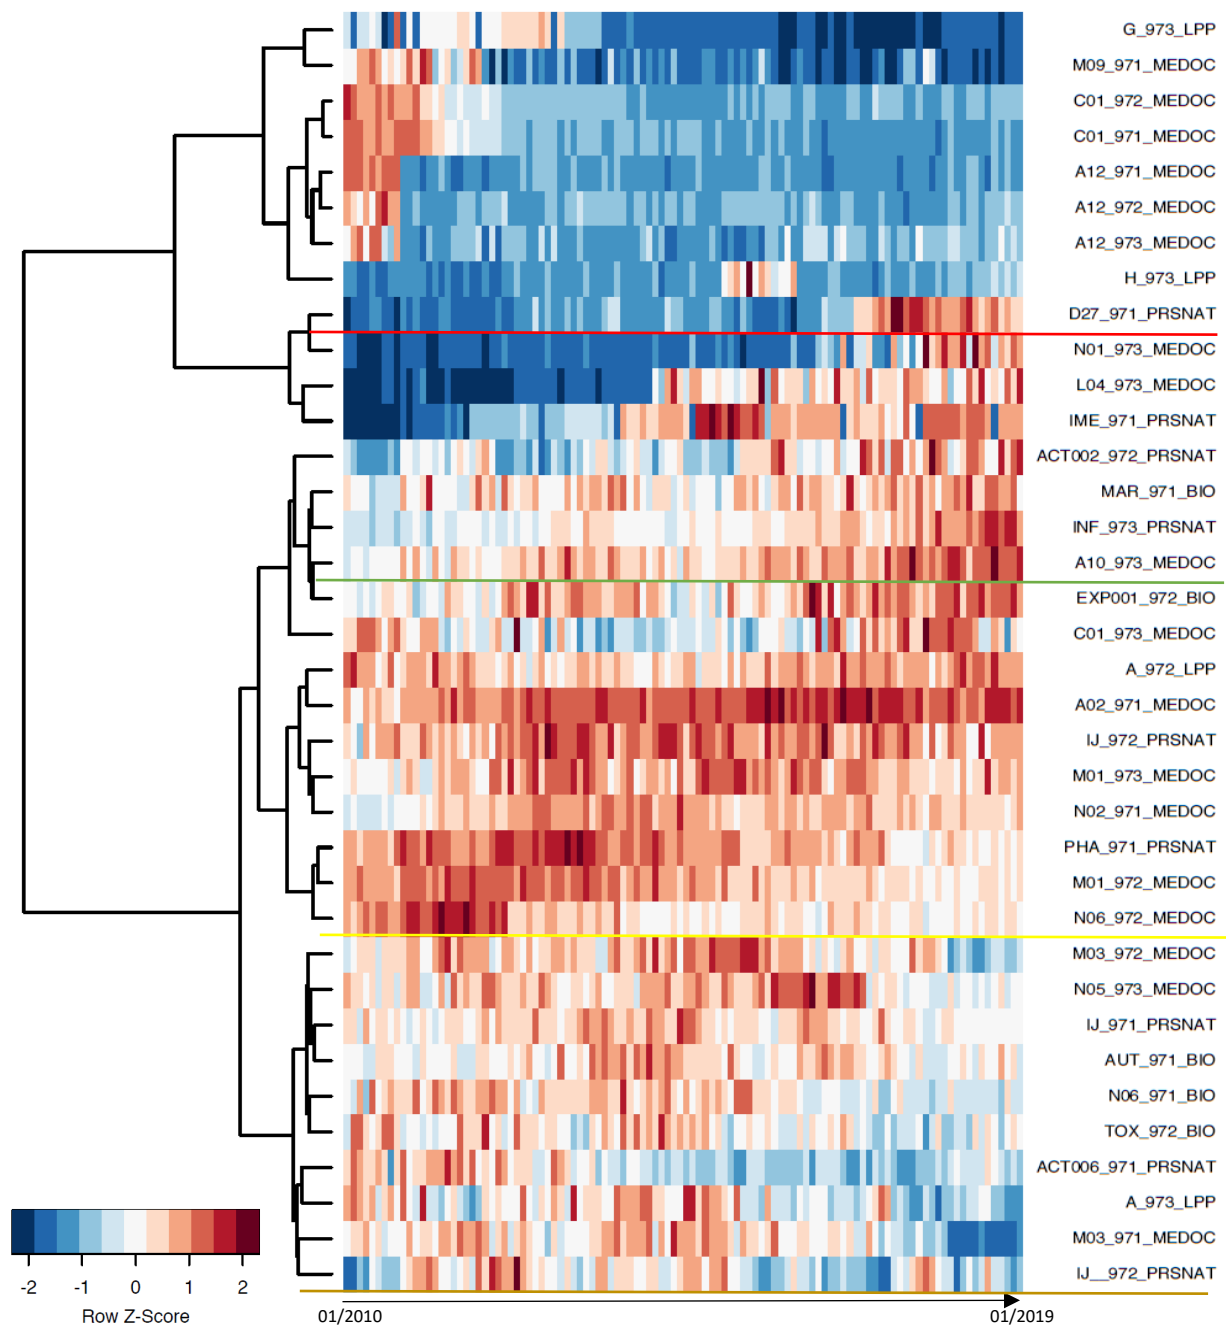 G_973_LPP
M09_971_MEDOC
C01_972_MEDOC
C01_971_MEDOC
A12_971_MEDOC
A12_972_MEDOC
A12_973_MEDOC
H_973_LPP
D27_971_PRSNAT
N01_973_MEDOC
L04_973_MEDOC
IME_971_PRSNAT
ACT002_972_PRSNAT
MAR_971_BIO
INF_973_PRSNAT
A10_973_MEDOC
EXP001_972_BIO
C01_973_MEDOC
A_972_LPP
A02_971_MEDOC
IJ_972_PRSNAT
M01_973_MEDOC
N02_971_MEDOC
PHA_971_PRSNAT
M01_972_MEDOC
N06_972_MEDOC
M03_972_MEDOC
N05_973_MEDOC
IJ_971_PRSNAT
AUT_971_BIO
N06_971_BIO
TOX_972_BIO
ACT006_971_PRSNAT
A_973_LPP
M03_971_MEDOC
IJ__972_PRSNAT
-2 -1 0 1 2
Row Z-Score
01/2010 01/2019